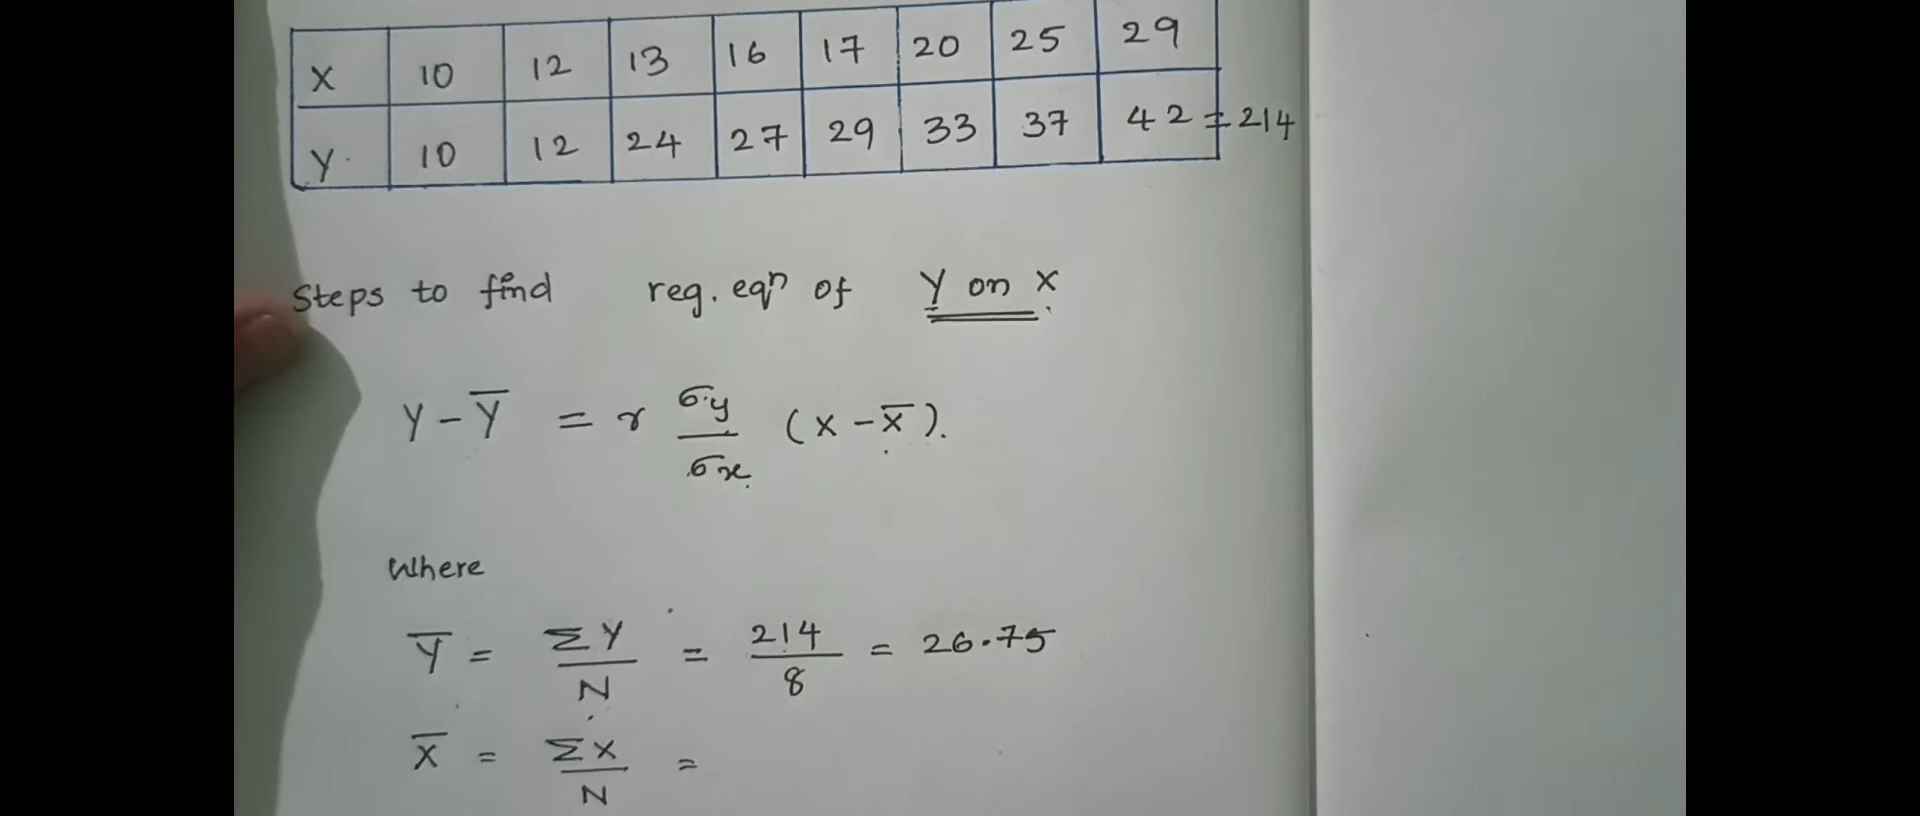 X 10 12 13 16 17 20 25 29
Y 10 12 24 27 29 33 37 42 = 214
Steps to find reg. eqⁿ of Y on X
Y - Y̅ = r σy/σx (X - X̅).
Where
Y̅ = ΣY/N = 214/8 = 26.75
X̅ = ΣX/N =